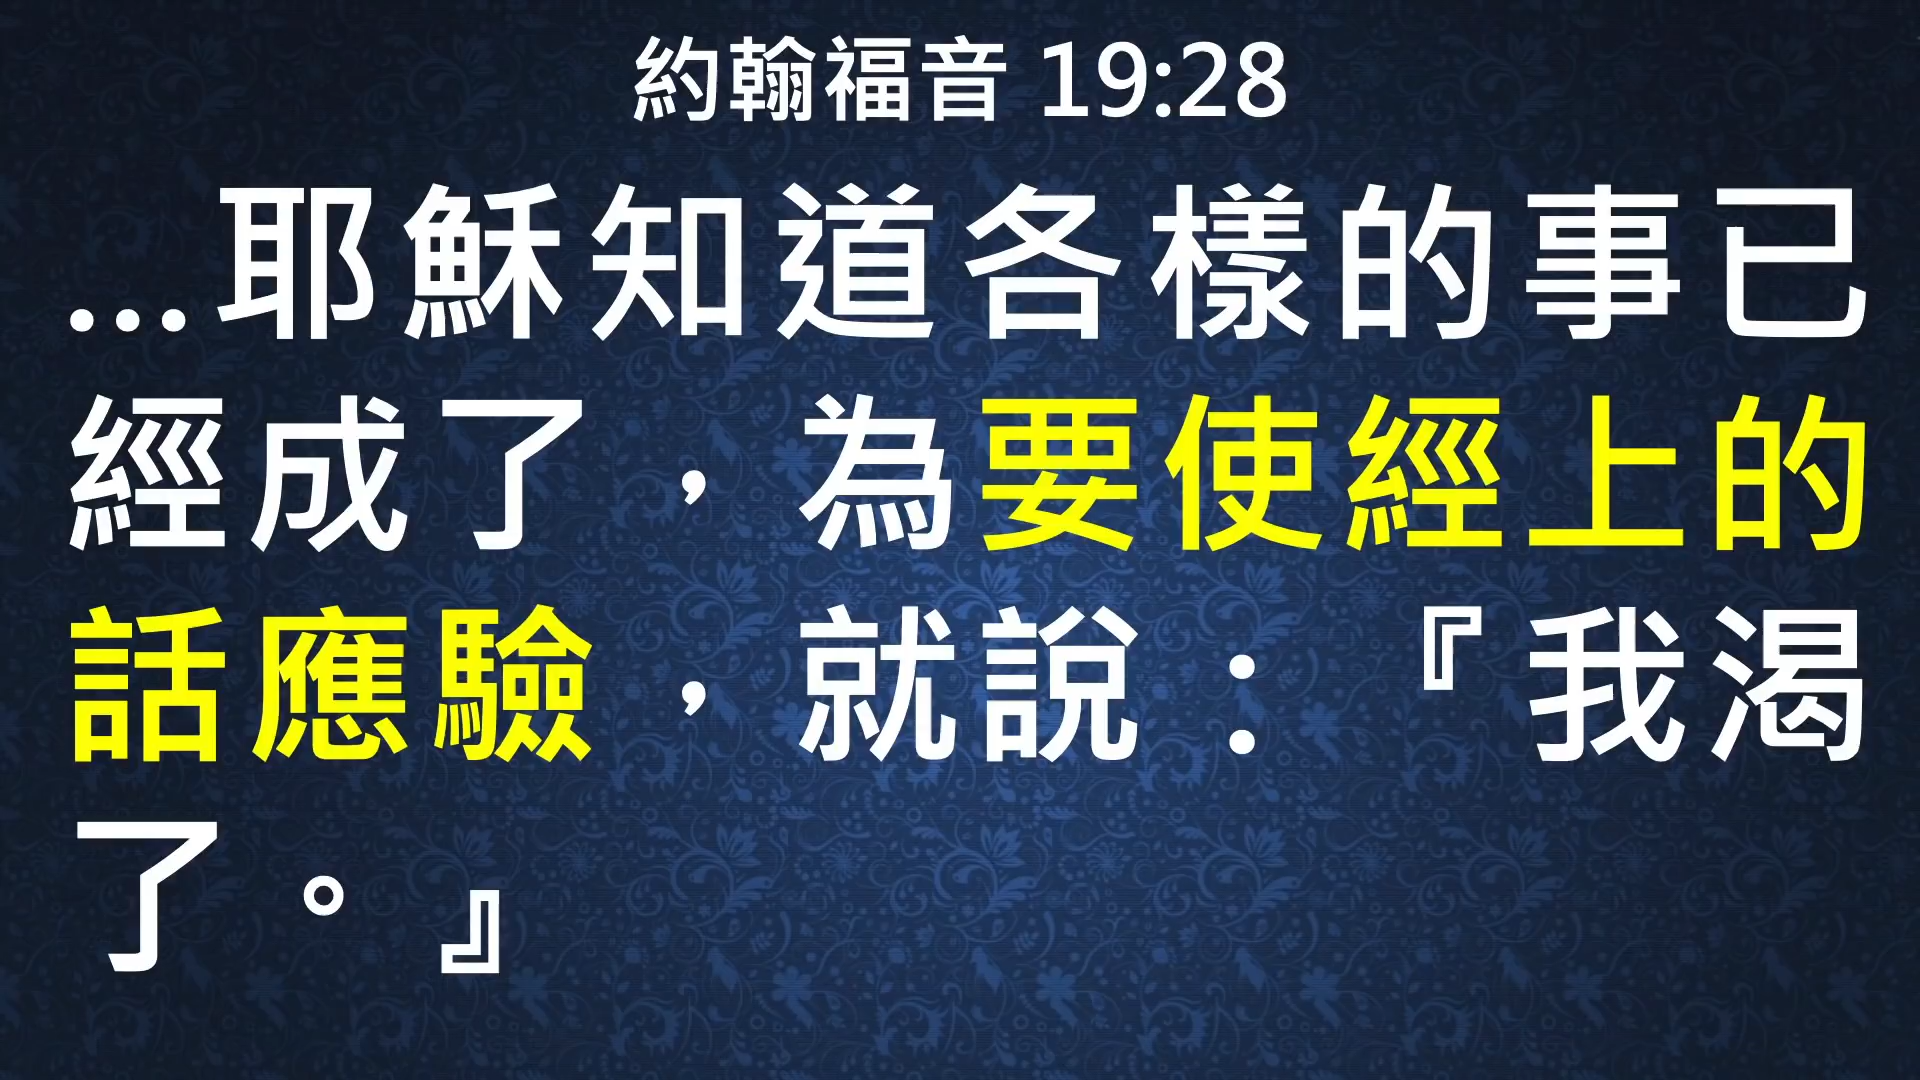 約翰福音 19:28
...耶穌知道各樣的事已
經成了，為要使經上的
話應驗，就說：『我渴
了。』